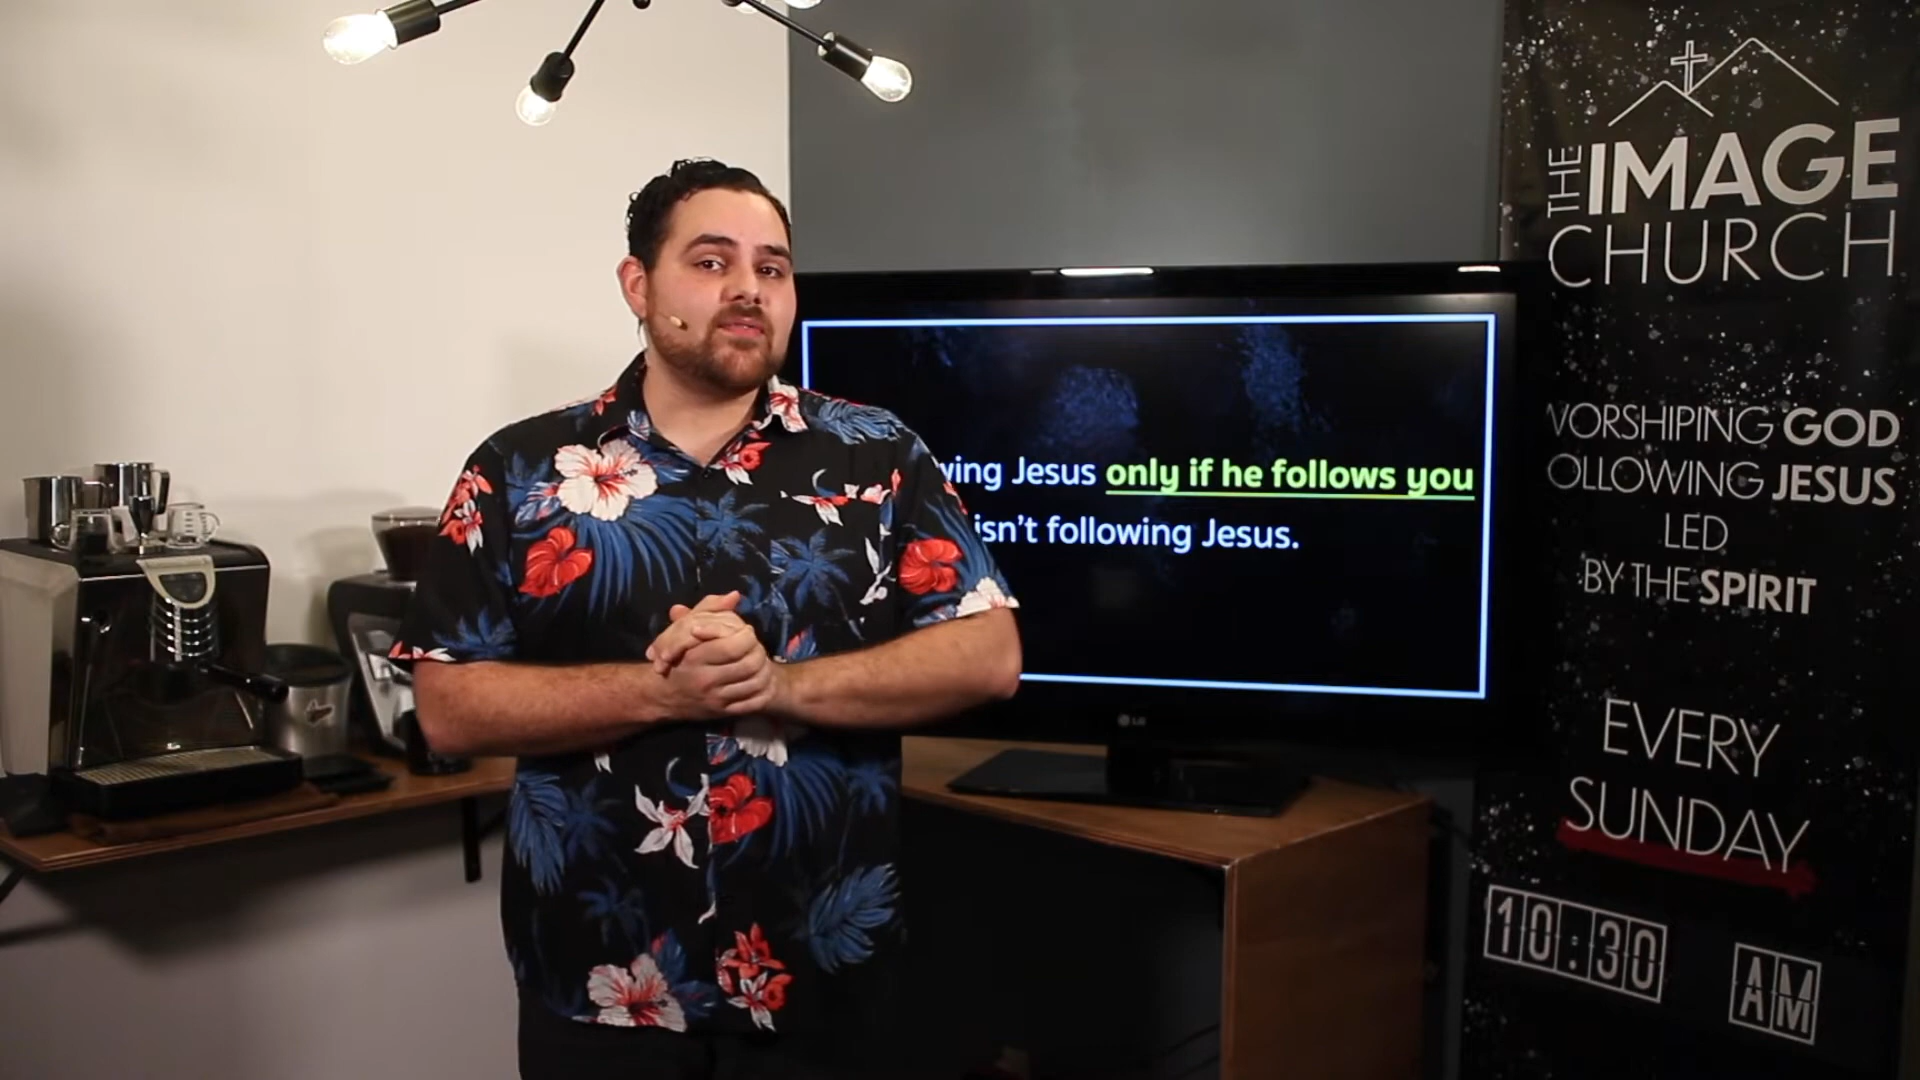 wing Jesus only if he follows you
isn't following Jesus.
LG
THE IMAGE
CHURCH
WORSHIPING GOD
OLLOWING JESUS
LED
BY THE SPIRIT
EVERY
SUNDAY
10:30 AM